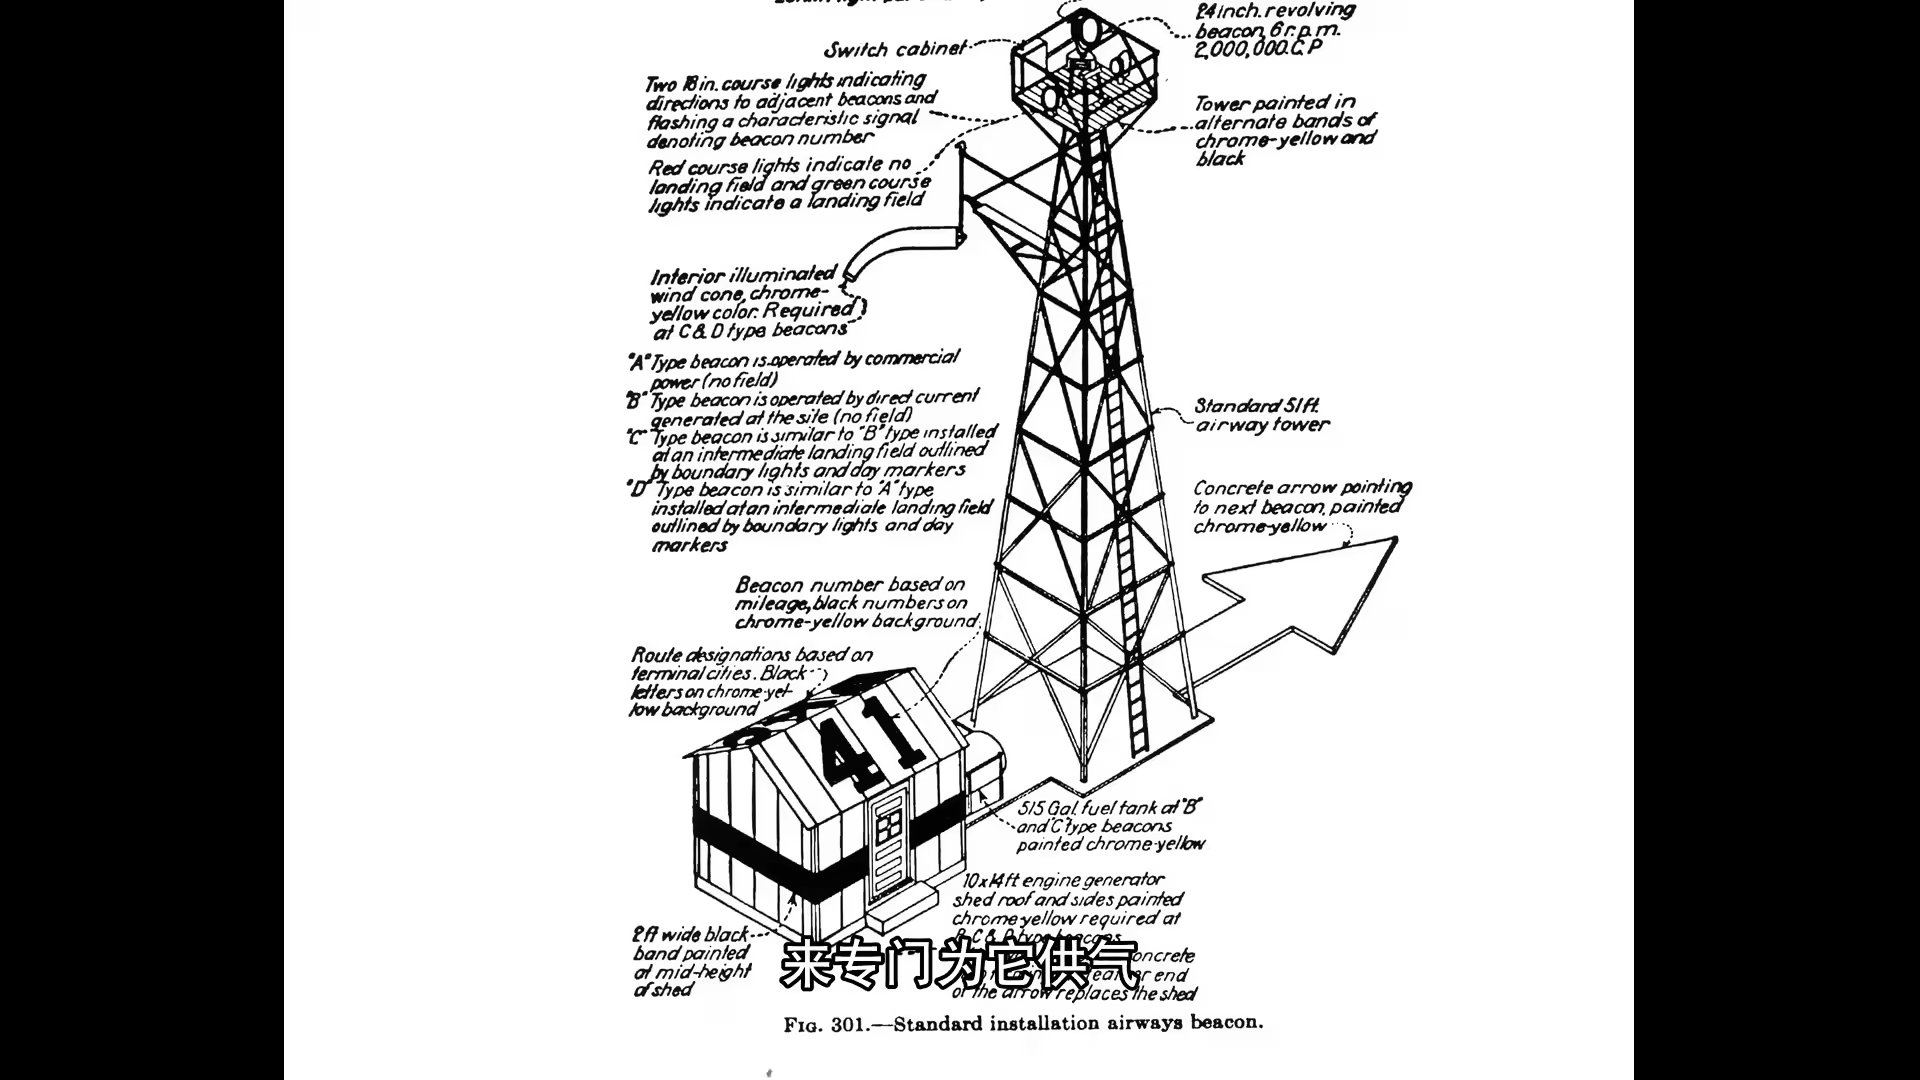 Switch cabinet
24 inch. revolving
beacon, 6 r.p.m.
2,000,000.C.P
Two 18 in. course lights indicating
directions to adjacent beacons and
flashing a characteristic signal
denoting beacon number
Tower painted in
alternate bands of
chrome-yellow and
black
Red course lights indicate no
landing field and green course
lights indicate a landing field
Interior illuminated
wind cone, chrome-
yellow color. Required
at C & D type beacons
"A" Type beacon is operated by commercial
power (no field)
"B" Type beacon is operated by direct current
generated at the site (no field)
"C" Type beacon is similar to "B" type installed
at an intermediate landing field outlined
by boundary lights and day markers
"D" Type beacon is similar to "A" type
installed at an intermediate landing field
outlined by boundary lights and day
markers
Standard 51 ft.
airway tower
Concrete arrow pointing
to next beacon, painted
chrome-yellow
Beacon number based on
mileage, black numbers on
chrome-yellow background
Route designations based on
terminal cities. Black
letters on chrome-yel-
low background
41
515 Gal. fuel tank at "B"
and "C" type beacons
painted chrome-yellow
10x14 ft engine generator
shed roof and sides painted
chrome yellow required at
B, C & D type beacons
2 ft wide black
band painted
at mid-height
of shed
来专门为它供气
oncrete
end
of the arrow replaces the shed
FIG. 301.—Standard installation airways beacon.